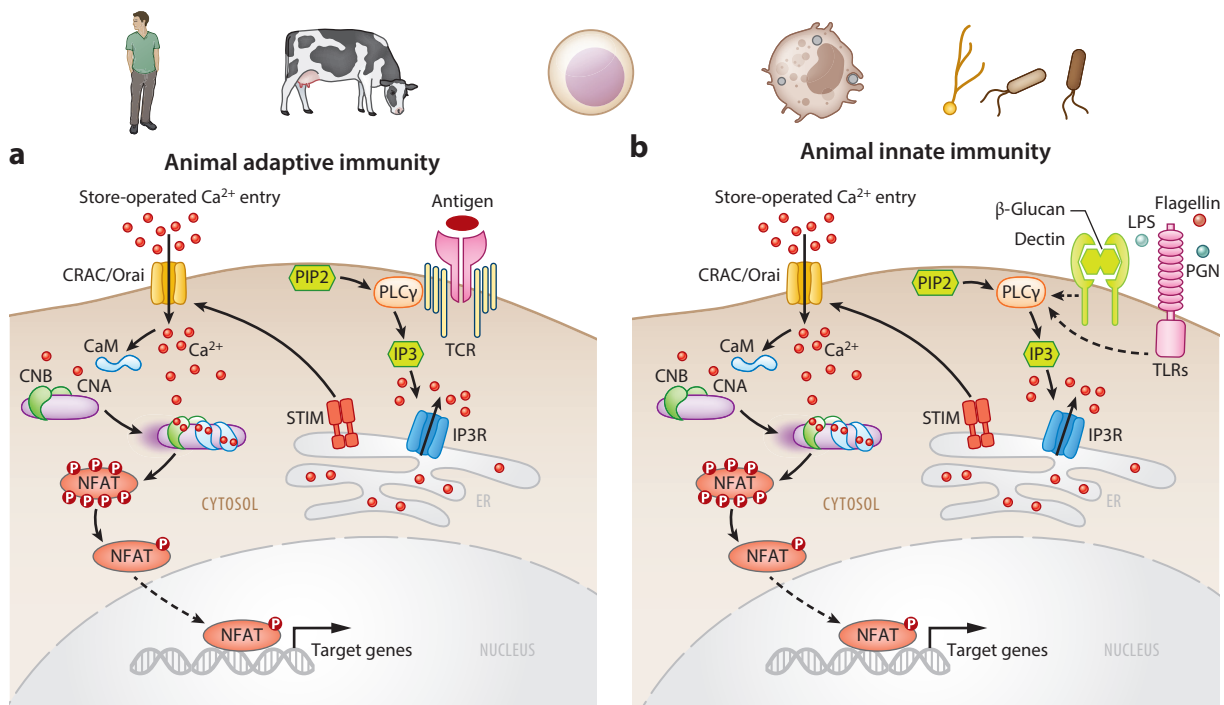 a
Animal adaptive immunity
Store-operated Ca²⁺ entry
Antigen
CRAC/Orai
PIP2
PLCγ
TCR
CaM
Ca²⁺
IP3
CNB
CNA
STIM
IP3R
P P P
NFAT
P P P P
CYTOSOL
ER
NFAT P
NFAT P
Target genes
NUCLEUS
b
Animal innate immunity
Store-operated Ca²⁺ entry
β-Glucan
Flagellin
LPS
Dectin
CRAC/Orai
PIP2
PLCγ
PGN
CaM
Ca²⁺
IP3
TLRs
CNB
CNA
STIM
IP3R
P P P
NFAT
P P P P
CYTOSOL
ER
NFAT P
NFAT P
Target genes
NUCLEUS